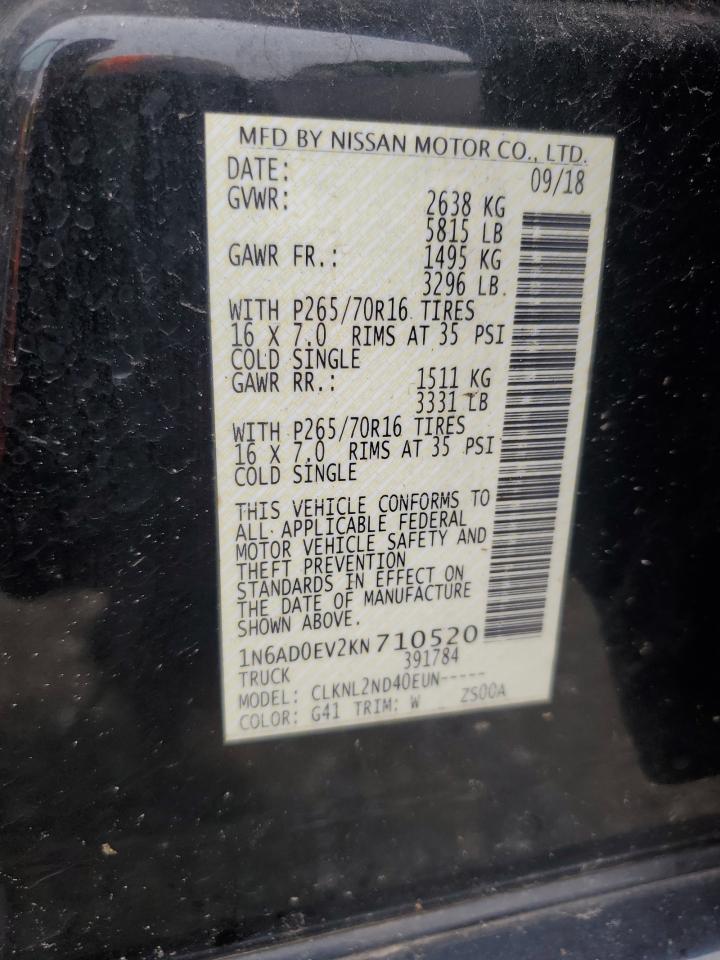 MFD BY NISSAN MOTOR CO., LTD.
DATE: 09/18
GVWR: 2638 KG
5815 LB
GAWR FR.: 1495 KG
3296 LB
WITH P265/70R16 TIRES
16 X 7.0 RIMS AT 35 PSI
COLD SINGLE
GAWR RR.: 1511 KG
3331 LB
WITH P265/70R16 TIRES
16 X 7.0 RIMS AT 35 PSI
COLD SINGLE
THIS VEHICLE CONFORMS TO
ALL APPLICABLE FEDERAL
MOTOR VEHICLE SAFETY AND
THEFT PREVENTION
STANDARDS IN EFFECT ON
THE DATE OF MANUFACTURE
SHOWN ABOVE.
1N6AD0EV2KN710520
TRUCK 391784
MODEL: CLKNL2ND40EUN-----
COLOR: G41 TRIM: W ZS00A